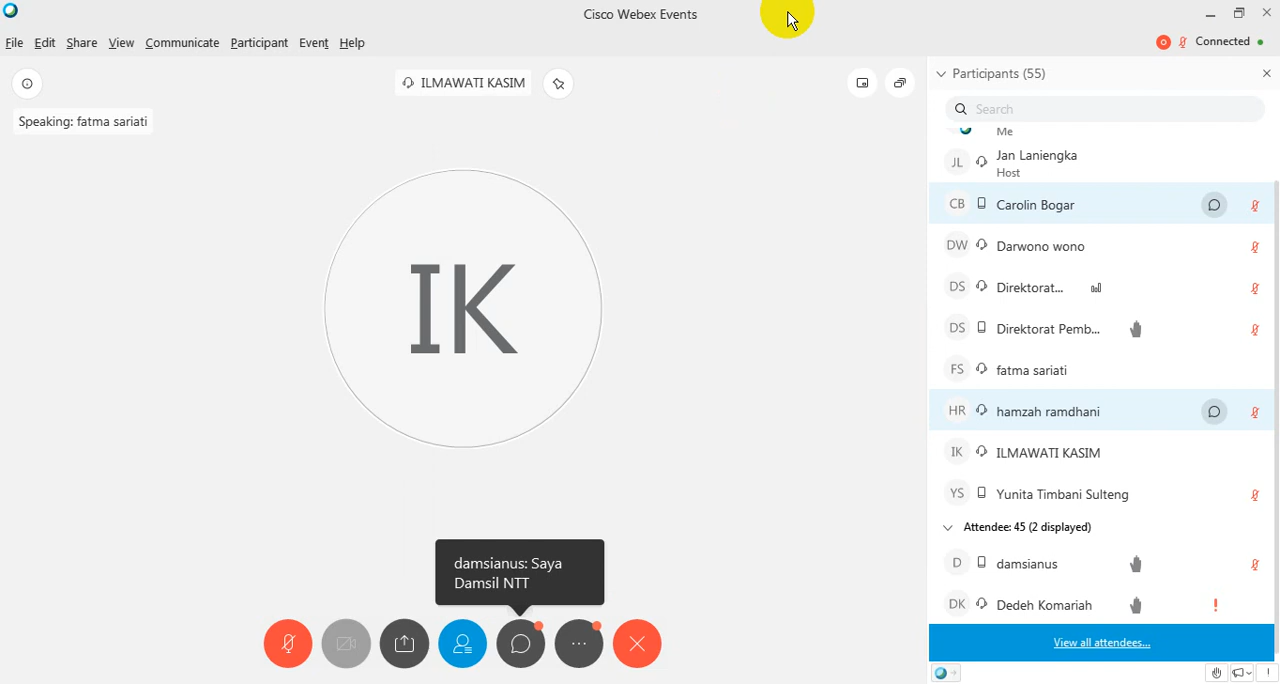 Cisco Webex Events
File Edit Share View Communicate Participant Event Help
Connected
ILMAWATI KASIM
Speaking: fatma sariati
IK
damsianus: Saya
Damsil NTT
Participants (55)
Search
Me
JL Jan Laniengka
Host
CB Carolin Bogar
DW Darwono wono
DS Direktorat...
DS Direktorat Pemb...
FS fatma sariati
HR hamzah ramdhani
IK ILMAWATI KASIM
YS Yunita Timbani Sulteng
Attendee: 45 (2 displayed)
D damsianus
DK Dedeh Komariah
View all attendees...